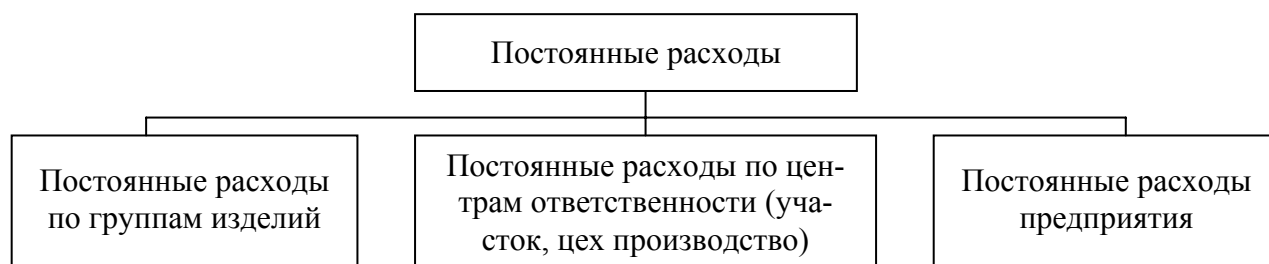 Постоянные расходы
Постоянные расходы
по группам изделий
Постоянные расходы по цен-
трам ответственности (уча-
сток, цех производство)
Постоянные расходы
предприятия